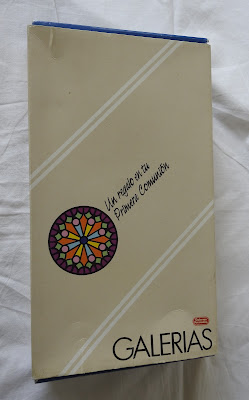 Un regalo en tu
Primera Comunión
GALERIAS